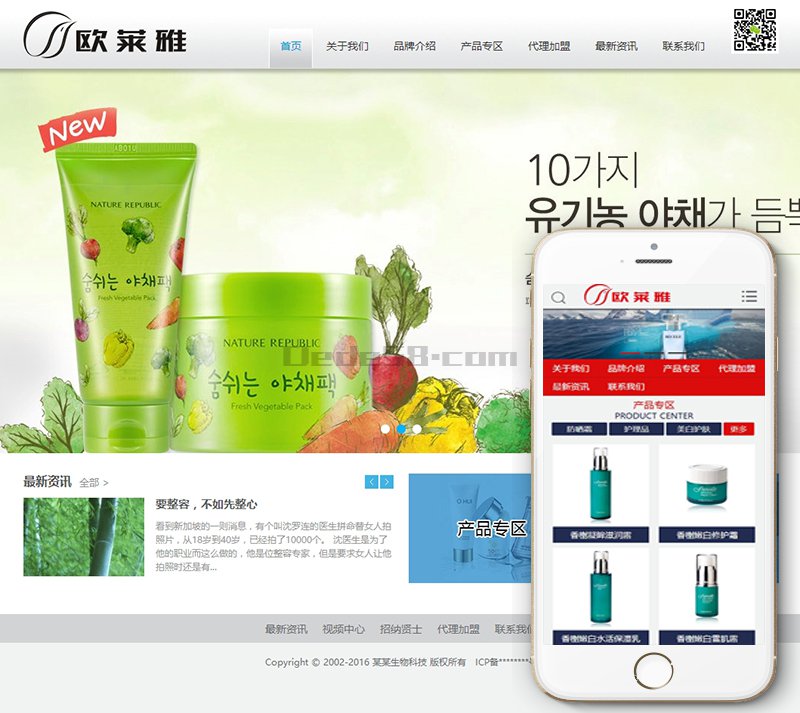 欧莱雅
首页 关于我们 品牌介绍 产品专区 代理加盟 最新资讯 联系我们
New
NATURE REPUBLIC
숨쉬는 야채팩
Fresh Vegetable Pack
NATURE REPUBLIC
숨쉬는 야채팩
Fresh Vegetable Pack
10가지
유기농 야채가 듬뿍
Dede58.com
最新资讯 全部 >
要整容，不如先整心
看到新加坡的一则消息，有个叫沈罗连的医生拼命替女人拍
照片，从18岁到40岁，已经拍了10000个。 沈医生是为了
他的职业而这么做的，他是位整容专家，但是要求女人让他
拍照时还是有...
O HUI
产品专区
最新资讯 视频中心 招纳贤士 代理加盟 联系我们
Copyright © 2002-2016 某某生物科技 版权所有 ICP备********
欧莱雅
关于我们 品牌介绍 产品专区 代理加盟
最新资讯 联系我们
产品专区
PRODUCT CENTER
防晒霜 护理品 美白护肤 更多
香榭凝醉滋润霜 香榭嫩白修护霜
香榭嫩白水活保湿乳 香榭嫩白雪肌霜